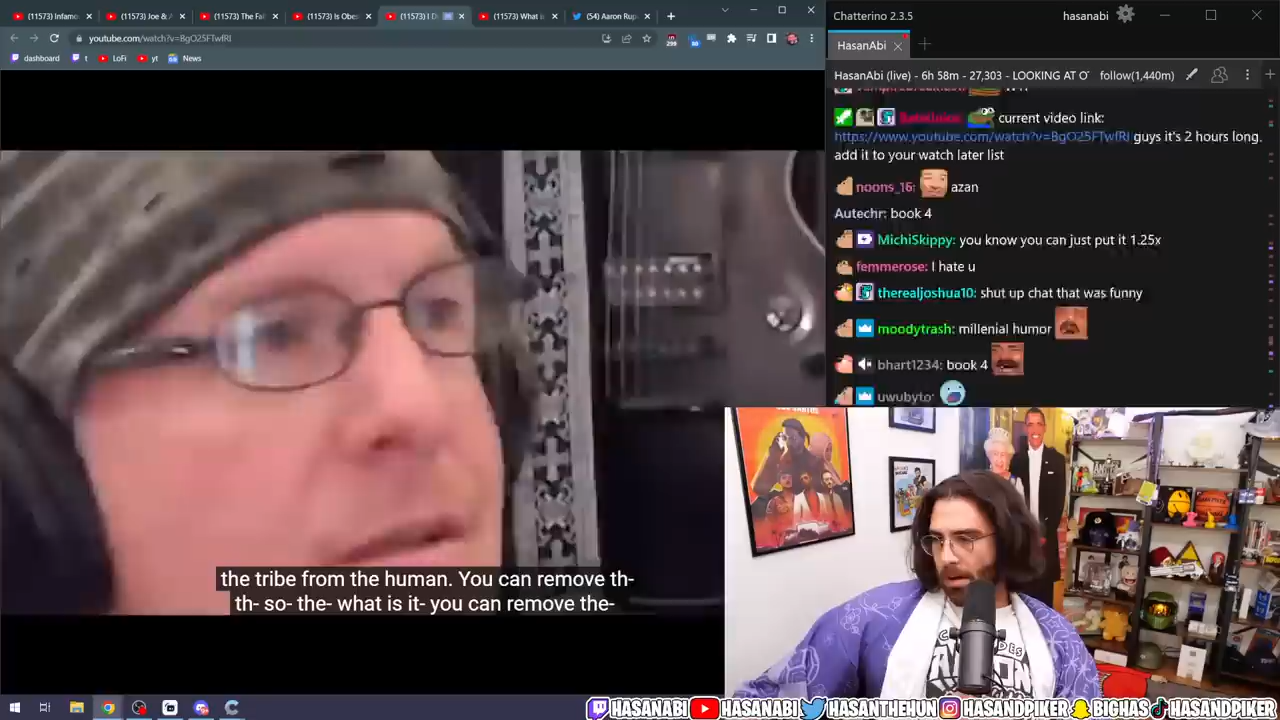 (11573) Infamo
(11573) Joe & A
(11573) The Fal
(11573) Is Obes
(11573) I D
(11573) What i
(54) Aaron Rup
youtube.com/watch?v=BgO25FTwfRI
dashboard
t
LoFi
yt
News
the tribe from the human. You can remove th-
th- so- the- what is it- you can remove the-
Chatterino 2.3.5
hasanabi
HasanAbi
HasanAbi (live) - 6h 58m - 27,303 - LOOKING AT O
follow(1,440m)
current video link:
https://www.youtube.com/watch?v=BgO25FTwfRI guys it's 2 hours long.
add it to your watch later list
noons_16: azan
Autechr: book 4
MichiSkippy: you know you can just put it 1.25x
femmerose: I hate u
therealjoshua10: shut up chat that was funny
moodytrash: millenial humor
bhart1234: book 4
uwubyto:
HASANABI HASANABI HASANTHEHUN HASANDPIKER BIGHAS HASANDPIKER